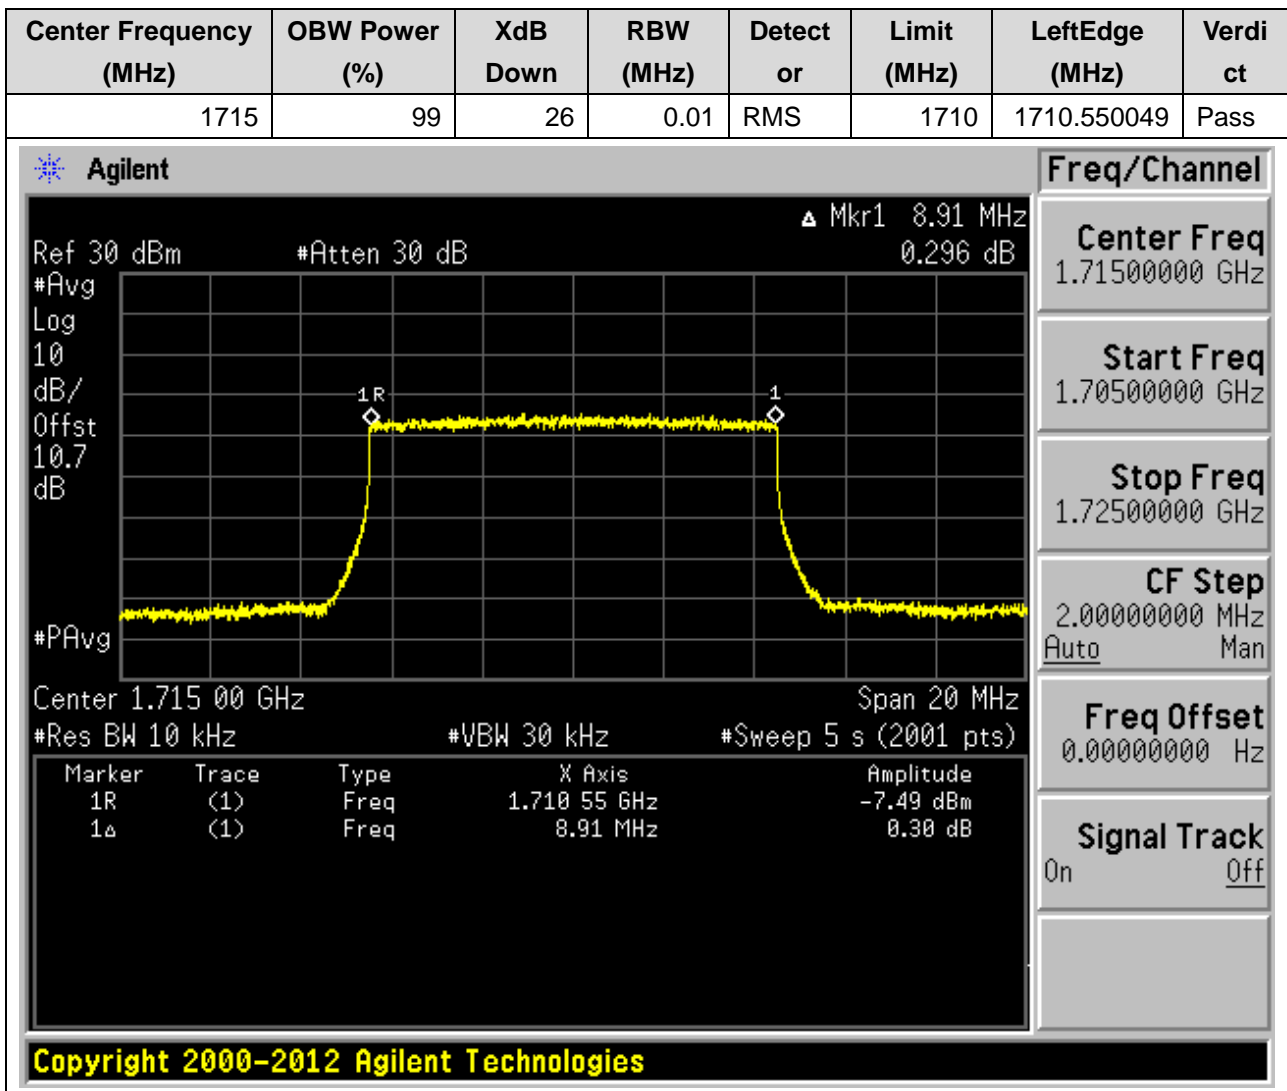 Center Frequency (MHz) OBW Power (%) XdB Down RBW (MHz) Detect or Limit (MHz) LeftEdge (MHz) Verdi ct
1715 99 26 0.01 RMS 1710 1710.550049 Pass
Agilent
Freq/Channel
Δ Mkr1 8.91 MHz
Ref 30 dBm #Atten 30 dB 0.296 dB
#Avg
Log
10
dB/
Offst
10.7
dB
#PAvg
1R
1
Center 1.715 00 GHz Span 20 MHz
#Res BW 10 kHz #VBW 30 kHz #Sweep 5 s (2001 pts)
Marker Trace Type X Axis Amplitude
1R (1) Freq 1.710 55 GHz -7.49 dBm
1Δ (1) Freq 8.91 MHz 0.30 dB
Center Freq
1.71500000 GHz
Start Freq
1.70500000 GHz
Stop Freq
1.72500000 GHz
CF Step
2.00000000 MHz
Auto Man
Freq Offset
0.00000000 Hz
Signal Track
On Off
Copyright 2000-2012 Agilent Technologies